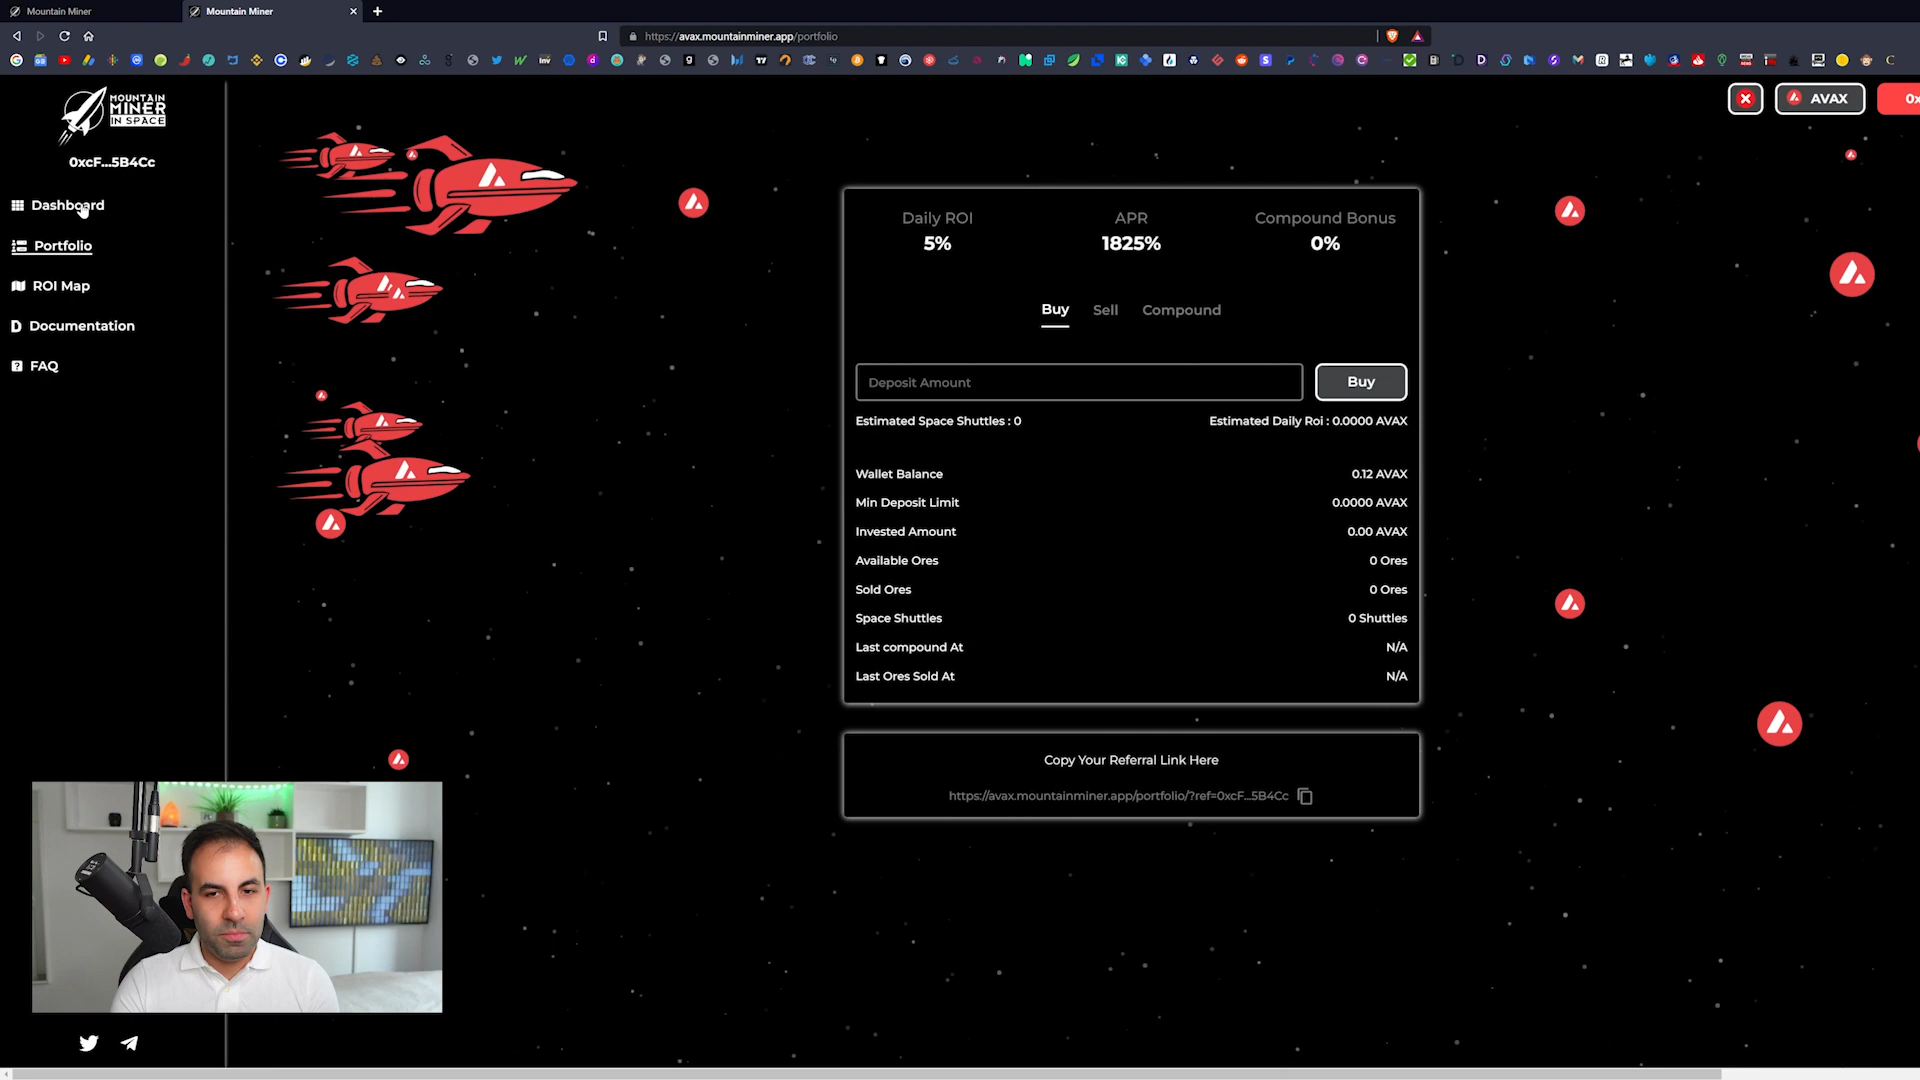 Mountain Miner
Mountain Miner
https://avax.mountainminer.app/portfolio
MOUNTAIN
MINER
IN SPACE
0xcF...5B4Cc
Dashboard
Portfolio
ROI Map
Documentation
FAQ
AVAX
0x
Daily ROI
5%
APR
1825%
Compound Bonus
0%
Buy
Sell
Compound
Deposit Amount
Buy
Estimated Space Shuttles : 0
Estimated Daily Roi : 0.0000 AVAX
Wallet Balance
0.12 AVAX
Min Deposit Limit
0.0000 AVAX
Invested Amount
0.00 AVAX
Available Ores
0 Ores
Sold Ores
0 Ores
Space Shuttles
0 Shuttles
Last compound At
N/A
Last Ores Sold At
N/A
Copy Your Referral Link Here
https://avax.mountainminer.app/portfolio/?ref=0xcF...5B4Cc